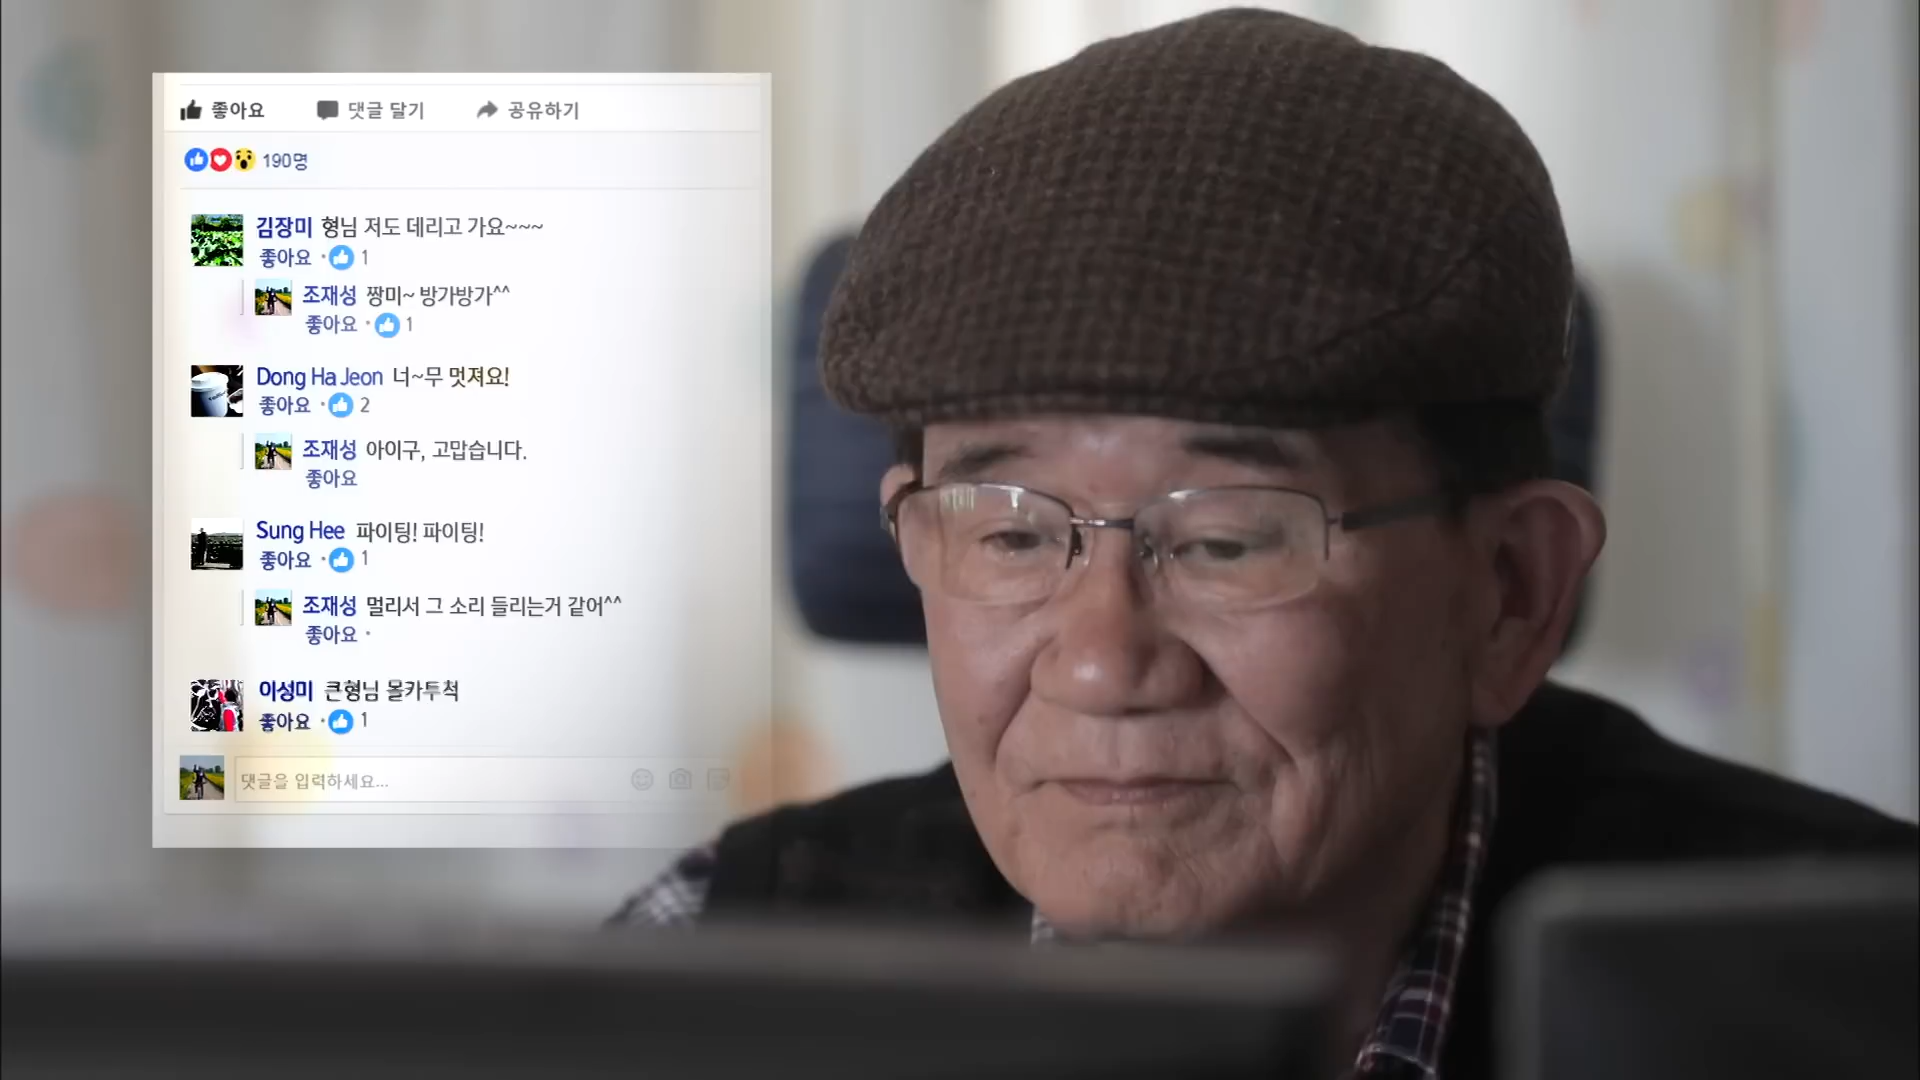 좋아요 댓글 달기 공유하기
190명
김장미 형님 저도 데리고 가요~~~
좋아요 · 1
조재성 짱미~ 방가방가^^
좋아요 · 1
Dong Ha Jeon 너~무 멋져요!
좋아요 · 2
조재성 아이구, 고맙습니다.
좋아요
Sung Hee 파이팅! 파이팅!
좋아요 · 1
조재성 멀리서 그 소리 들리는거 같어^^
좋아요 ·
이성미 큰형님 몰카투척
좋아요 · 1
댓글을 입력하세요...